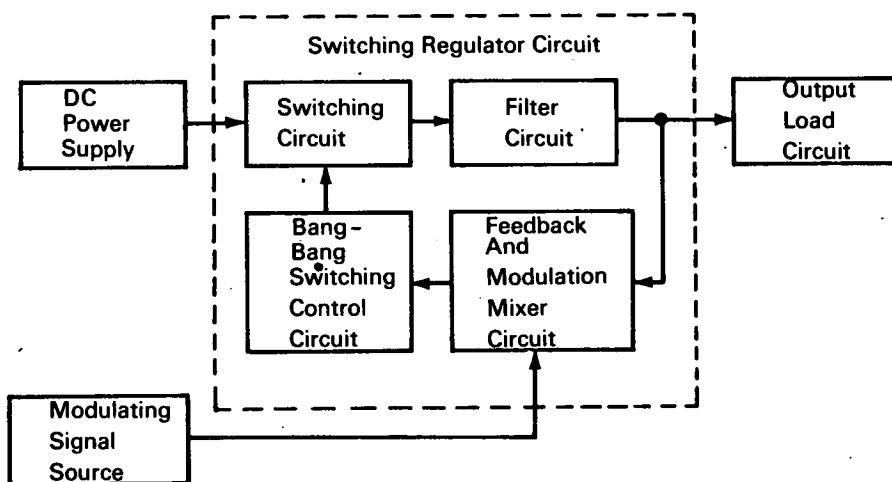 Switching Regulator Circuit
DC
Power
Supply
Switching
Circuit
Filter
Circuit
Output
Load
Circuit
Bang-
Bang
Switching
Control
Circuit
Feedback
And
Modulation
Mixer
Circuit
Modulating
Signal
Source